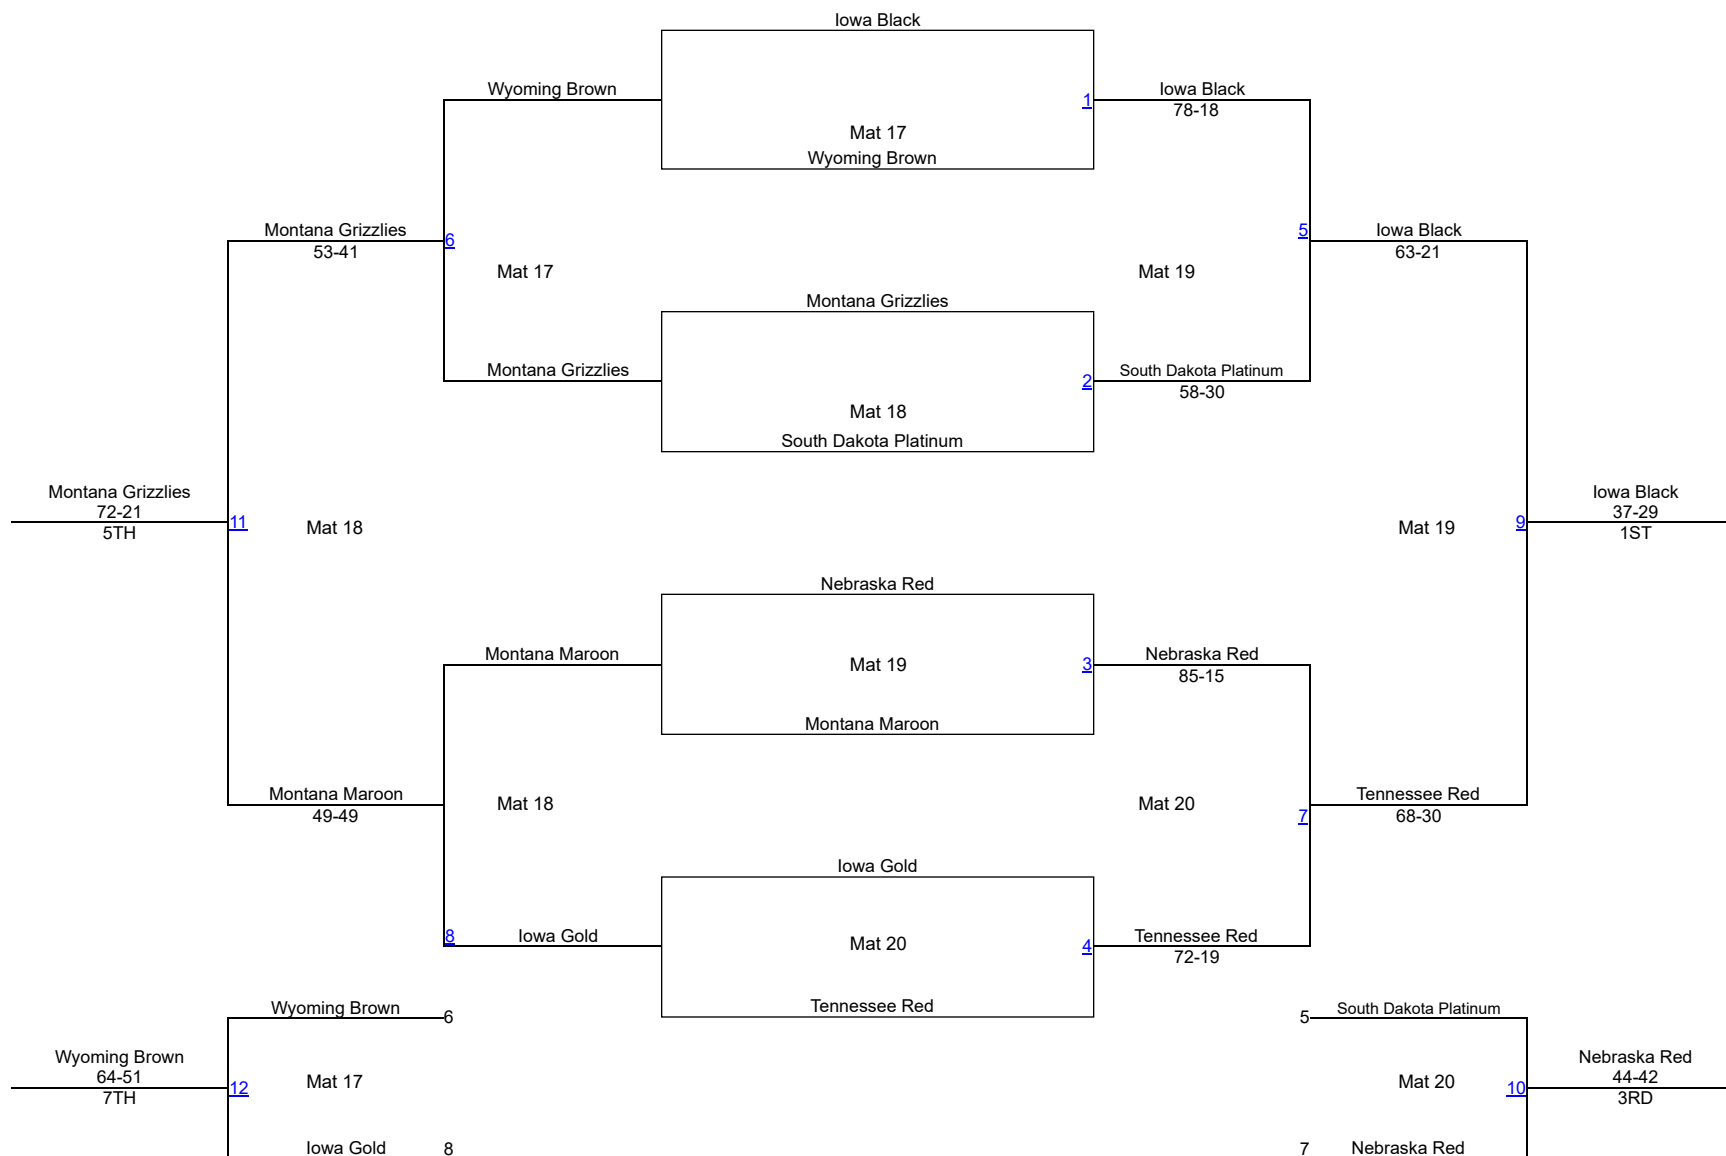 Iowa Black
Wyoming Brown
1
Iowa Black
78-18
Mat 17
Wyoming Brown
Montana Grizzlies
53-41
6
Mat 17
Mat 19
5
Iowa Black
63-21
Montana Grizzlies
Montana Grizzlies
2
South Dakota Platinum
58-30
Mat 18
South Dakota Platinum
Montana Grizzlies
72-21
5TH
11
Mat 18
Mat 19
9
Iowa Black
37-29
1ST
Nebraska Red
Montana Maroon
Mat 19
3
Nebraska Red
85-15
Montana Maroon
Montana Maroon
49-49
Mat 18
Mat 20
7
Tennessee Red
68-30
Iowa Gold
8
Iowa Gold
Mat 20
4
Tennessee Red
72-19
Tennessee Red
Wyoming Brown
6
5
South Dakota Platinum
Wyoming Brown
64-51
7TH
12
Mat 17
Mat 20
10
Nebraska Red
44-42
3RD
Iowa Gold
8
7
Nebraska Red